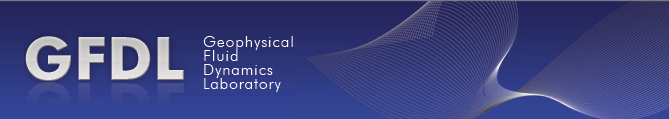 GFDL
Geophysical
Fluid
Dynamics
Laboratory